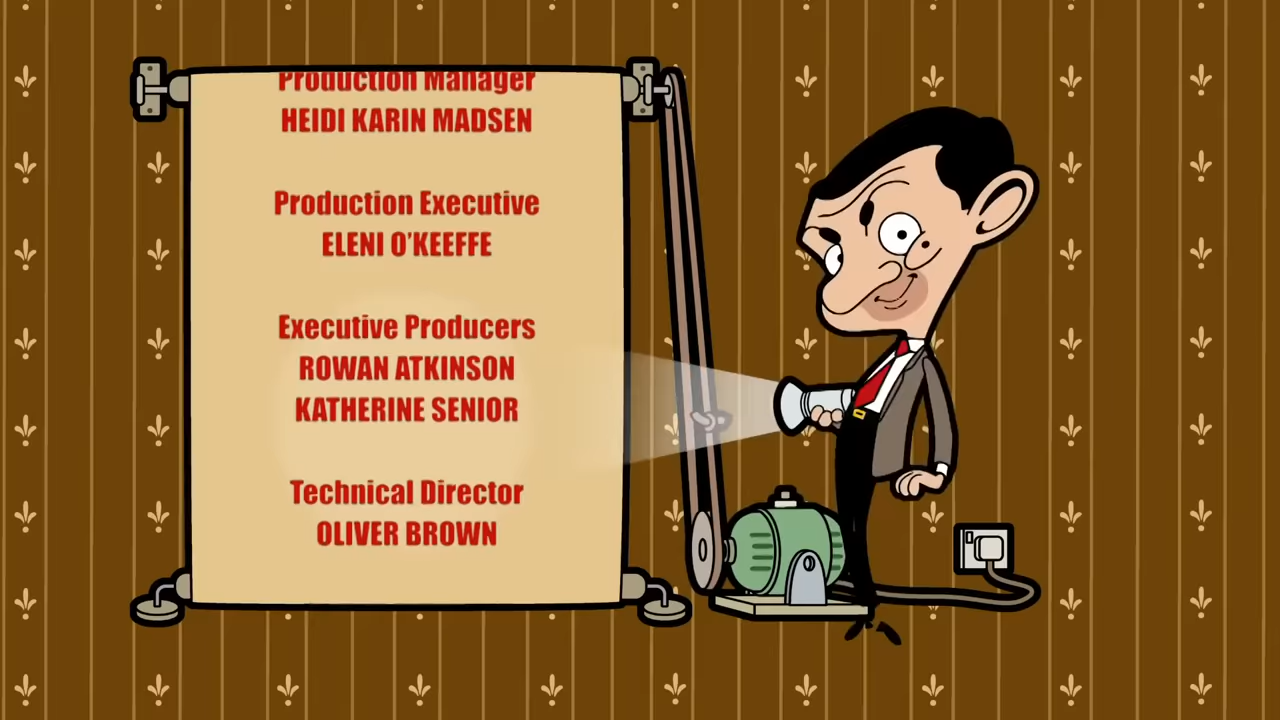 Production Manager
HEIDI KARIN MADSEN
Production Executive
ELENI O'KEEFFE
Executive Producers
ROWAN ATKINSON
KATHERINE SENIOR
Technical Director
OLIVER BROWN